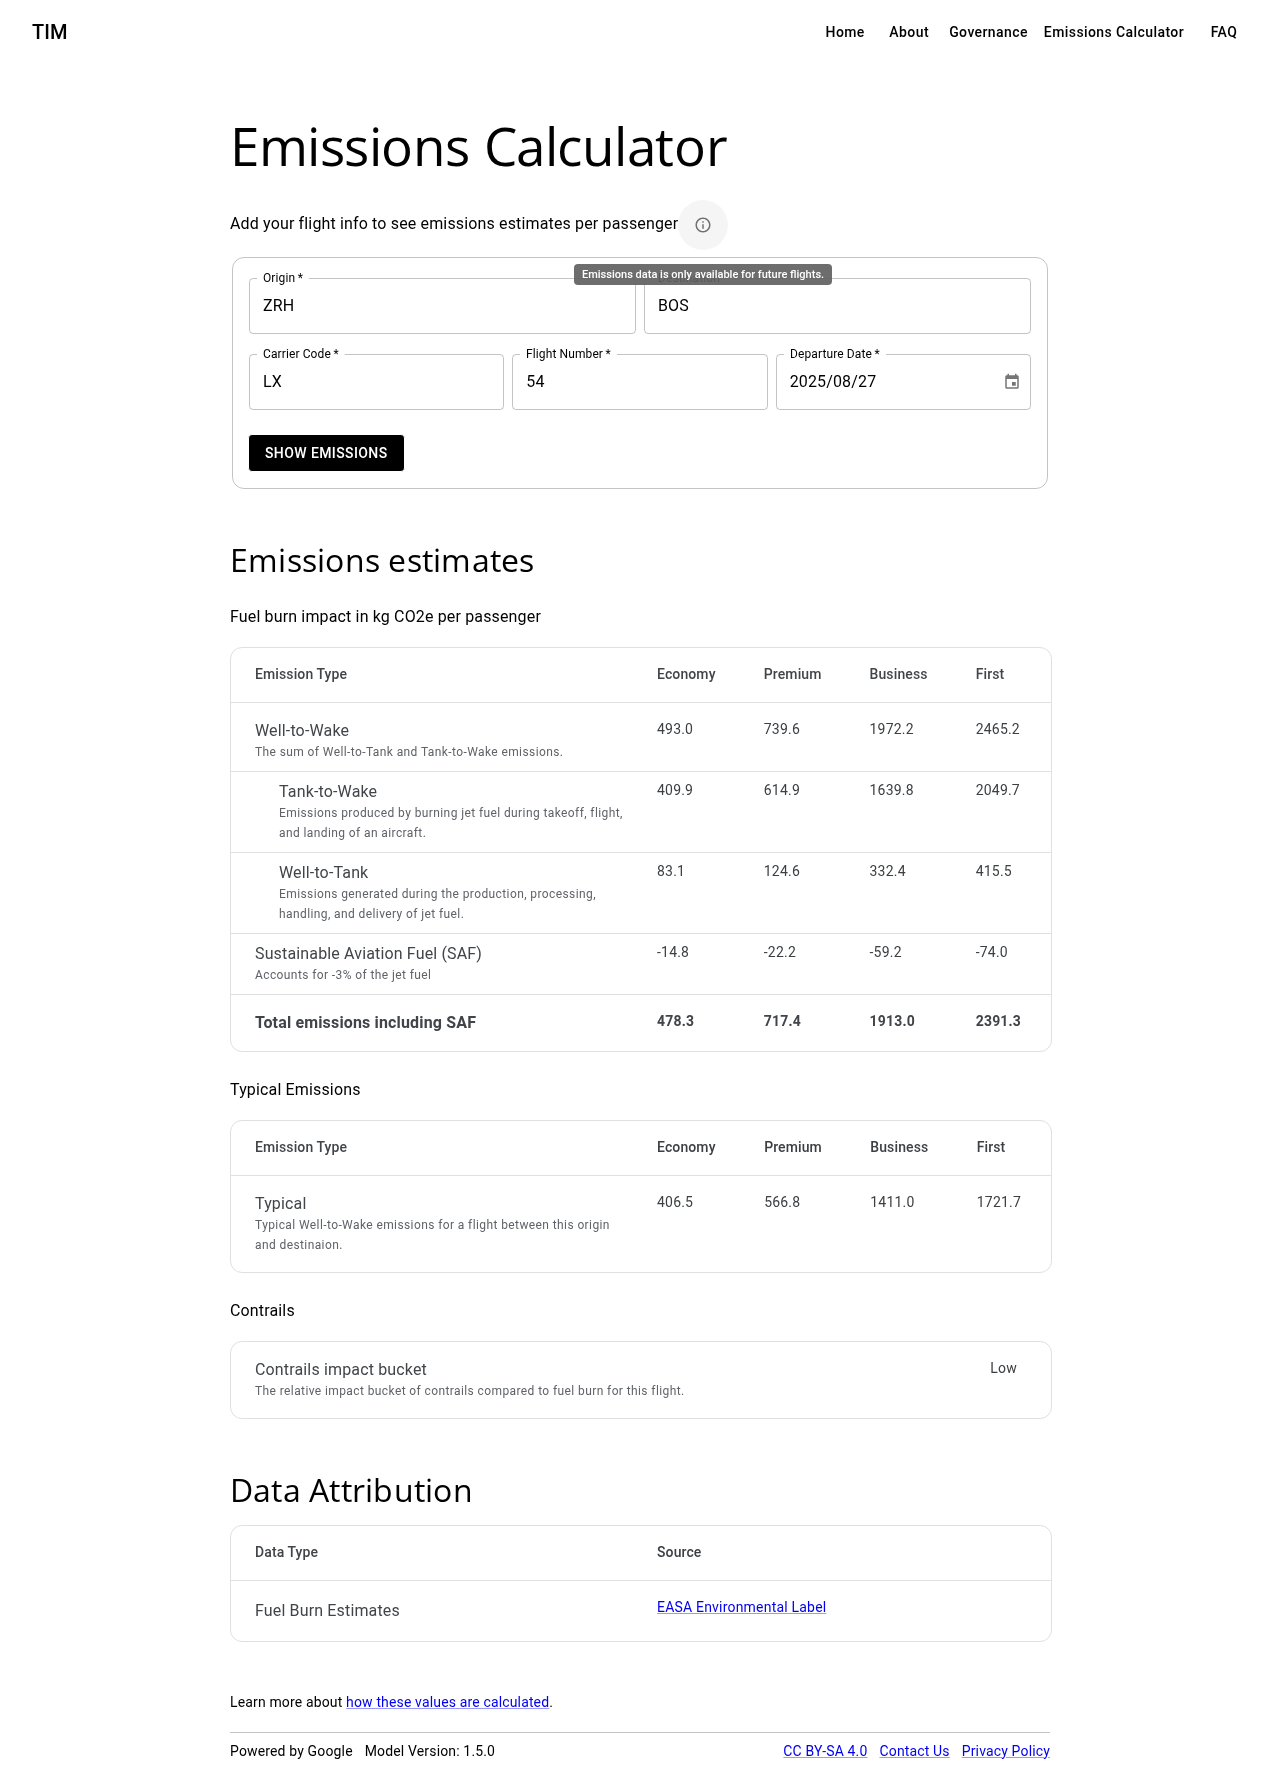 TIM
Home About Governance Emissions Calculator FAQ
Emissions Calculator
Add your flight info to see emissions estimates per passenger
Emissions data is only available for future flights.
Origin *
ZRH
BOS
Carrier Code * Flight Number * Departure Date *
LX 54 2025/08/27
SHOW EMISSIONS
Emissions estimates
Fuel burn impact in kg CO2e per passenger
Emission Type Economy Premium Business First
Well-to-Wake 493.0 739.6 1972.2 2465.2
The sum of Well-to-Tank and Tank-to-Wake emissions.
Tank-to-Wake 409.9 614.9 1639.8 2049.7
Emissions produced by burning jet fuel during takeoff, flight,
and landing of an aircraft.
Well-to-Tank 83.1 124.6 332.4 415.5
Emissions generated during the production, processing,
handling, and delivery of jet fuel.
Sustainable Aviation Fuel (SAF) -14.8 -22.2 -59.2 -74.0
Accounts for -3% of the jet fuel
Total emissions including SAF 478.3 717.4 1913.0 2391.3
Typical Emissions
Emission Type Economy Premium Business First
Typical 406.5 566.8 1411.0 1721.7
Typical Well-to-Wake emissions for a flight between this origin
and destinaion.
Contrails
Contrails impact bucket Low
The relative impact bucket of contrails compared to fuel burn for this flight.
Data Attribution
Data Type Source
Fuel Burn Estimates EASA Environmental Label
Learn more about how these values are calculated.
Powered by Google Model Version: 1.5.0 CC BY-SA 4.0 Contact Us Privacy Policy